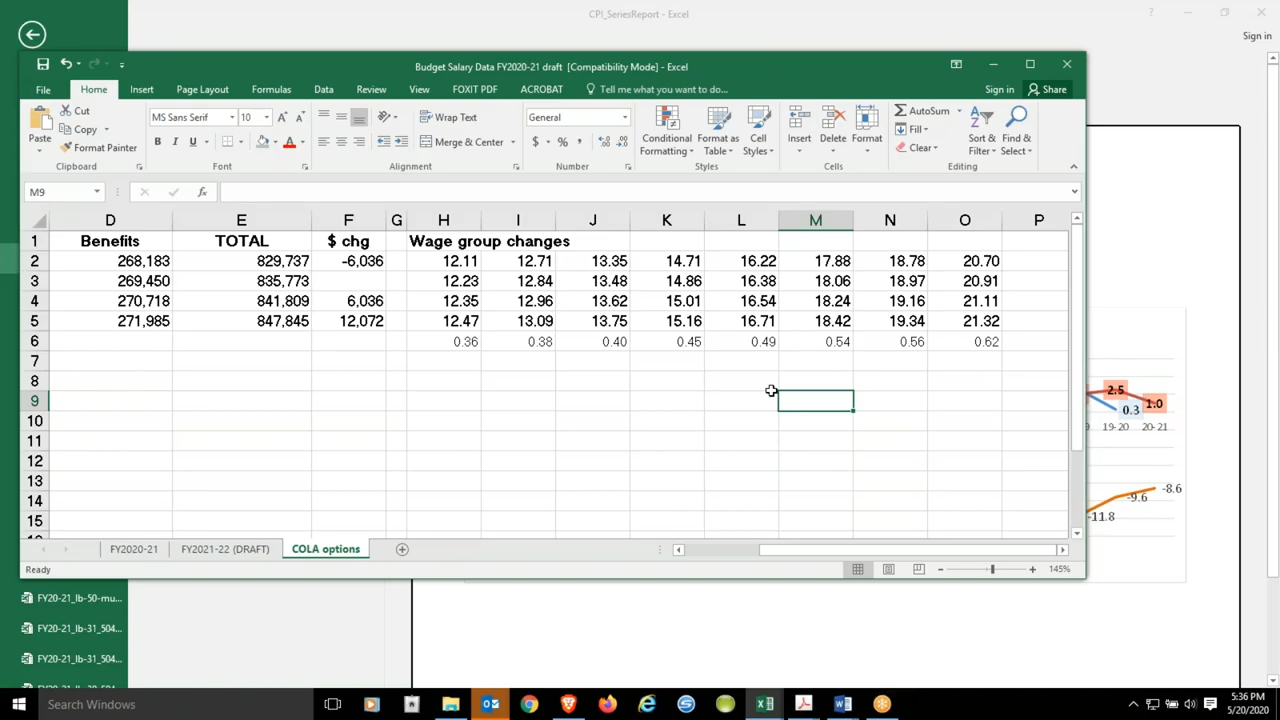 CPI_SeriesReport - Excel
?
Sign in
Budget Salary Data FY2020-21 draft [Compatibility Mode] - Excel
File Home Insert Page Layout Formulas Data Review View FOXIT PDF ACROBAT Tell me what you want to do... Sign in Share
Paste
Cut
Copy
Format Painter
Clipboard
MS Sans Serif 10
I U
Font
Wrap Text
Merge & Center
Alignment
General
$ % ,
Number
Conditional Formatting
Format as Table
Cell Styles
Styles
Insert Delete Format
Cells
AutoSum
Fill
Clear
Sort & Filter
Find & Select
Editing
M9
fx
D E F G H I J K L M N O P
1 Benefits TOTAL $ chg Wage group changes
2 268,183 829,737 -6,036 12.11 12.71 13.35 14.71 16.22 17.88 18.78 20.70
3 269,450 835,773 12.23 12.84 13.48 14.86 16.38 18.06 18.97 20.91
4 270,718 841,809 6,036 12.35 12.96 13.62 15.01 16.54 18.24 19.16 21.11
5 271,985 847,845 12,072 12.47 13.09 13.75 15.16 16.71 18.42 19.34 21.32
6 0.36 0.38 0.40 0.45 0.49 0.54 0.56 0.62
7
8
9
10
11
12
13
14
15
2.5
0.3
1.0
19-20 20-21
-8.6
-9.6
-11.8
FY2020-21 FY2021-22 (DRAFT) COLA options
Ready
145%
FY20-21_lb-50-mu...
FY20-21_lb-31_504...
FY20-21_lb-31_504...
Search Windows
5:36 PM
5/20/2020